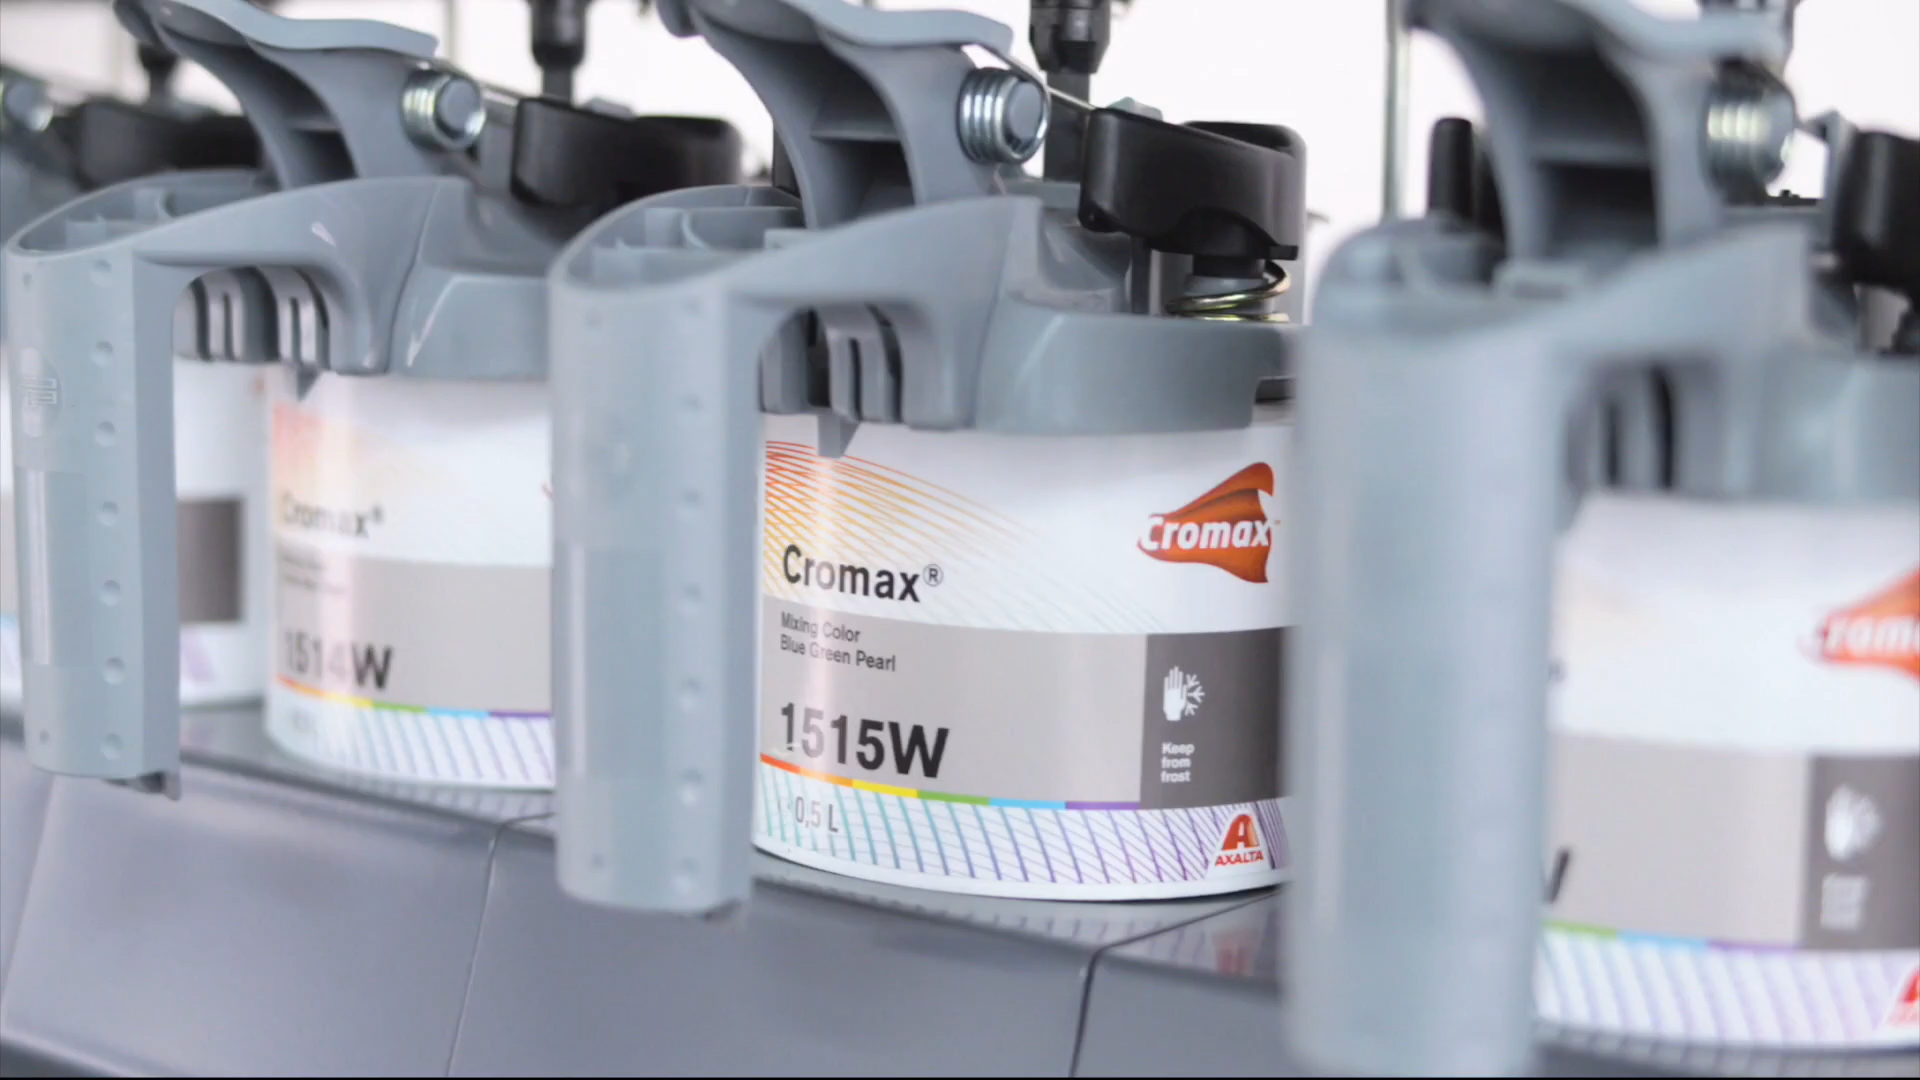 Cromax®
1514W
Cromax®
Cromax
Mixing Color
Blue Green Pearl
1515W
Keep
from
frost
0,5 L
AXALTA